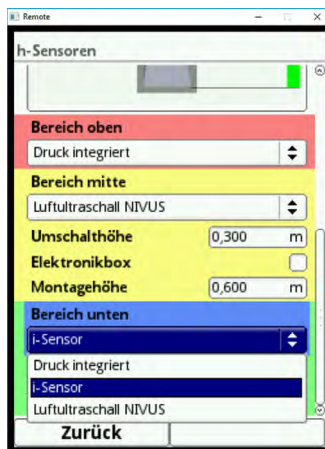 Remote
h-Sensoren
Bereich oben
Druck integriert
Bereich mitte
Luftultraschall NIVUS
Umschalthöhe 0,300 m
Elektronikbox
Montagehöhe 0,600 m
Bereich unten
i-Sensor
Druck integriert
i-Sensor
Luftultraschall NIVUS
Zurück